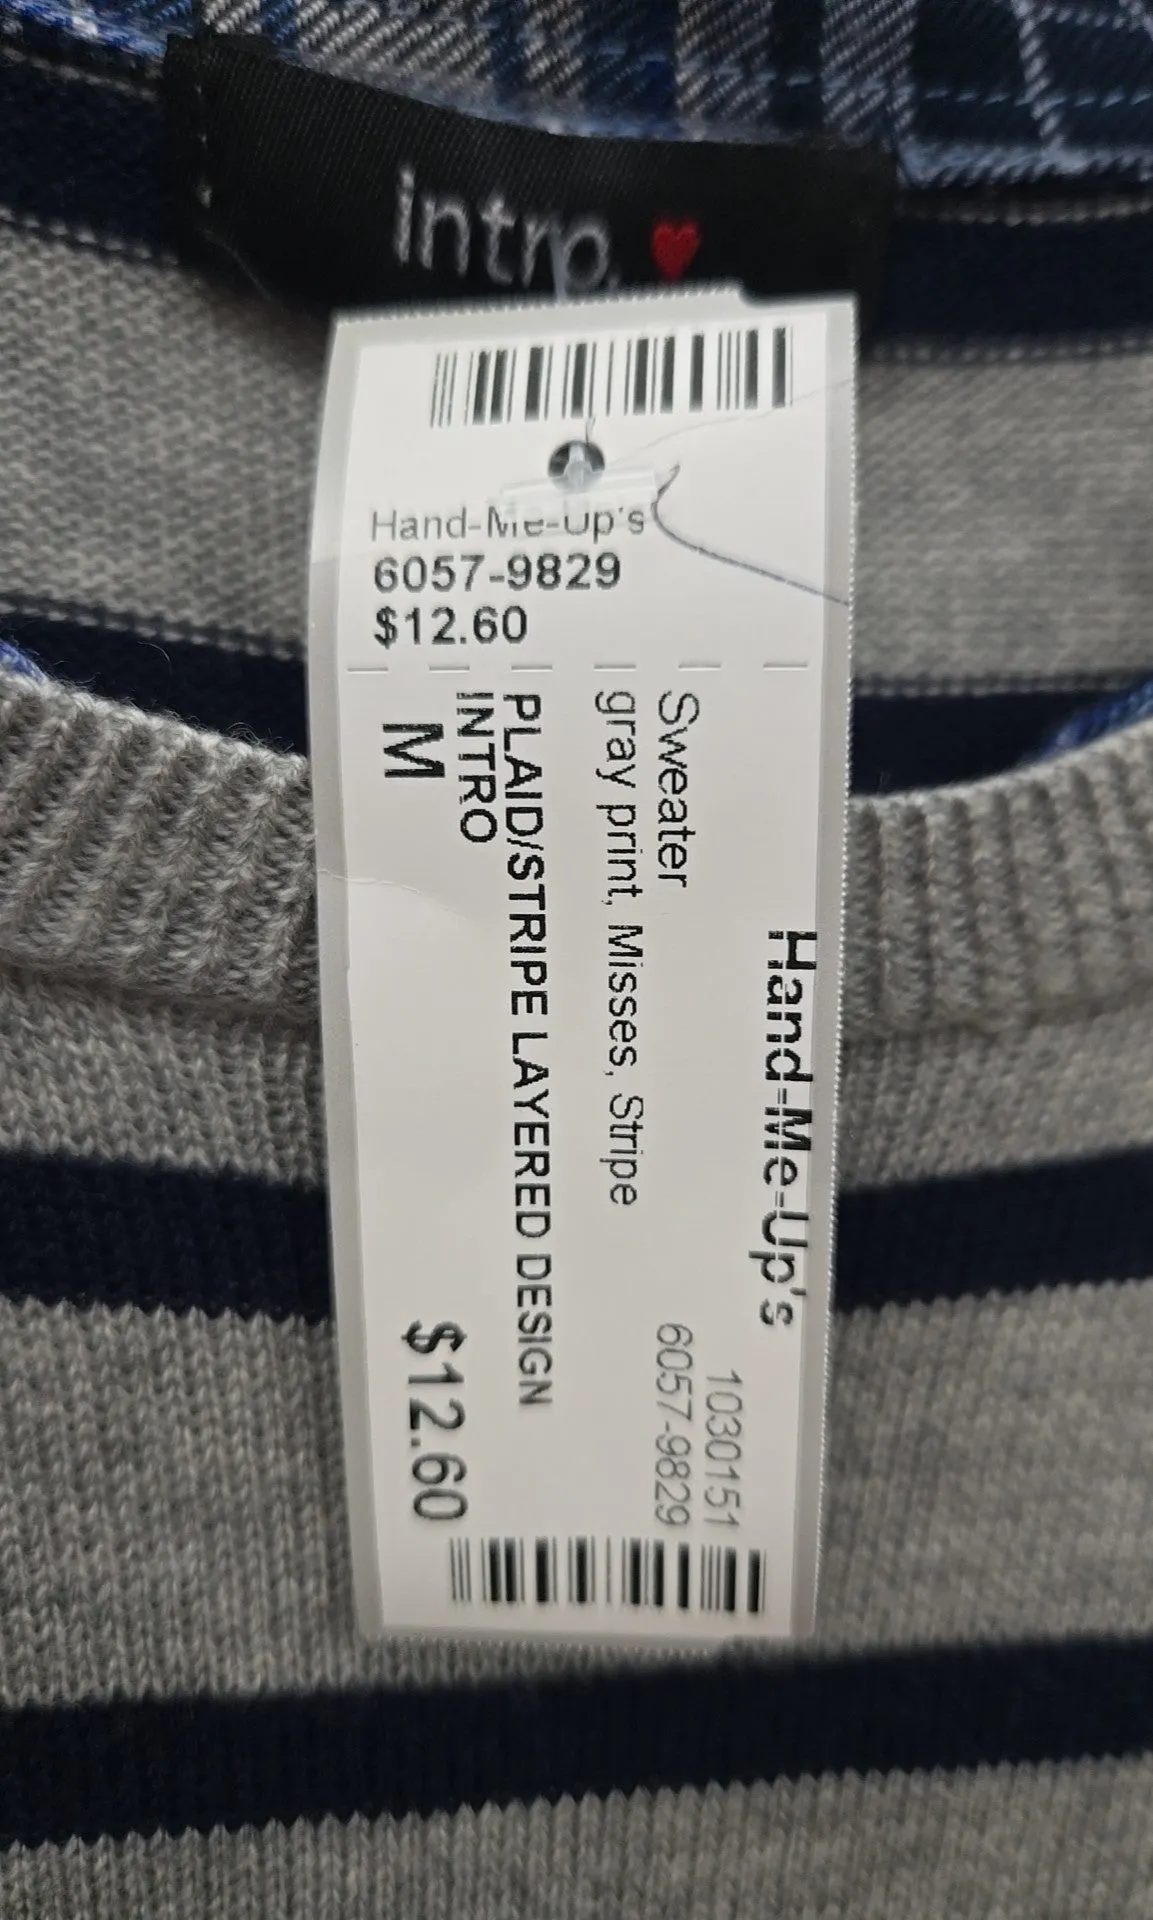 intro.
Hand-Me-Up's
6057-9829
$12.60
Hand-Me-Up's
1030151
Sweater 6057-9829
gray print, Misses, Stripe
PLAID/STRIPE LAYERED DESIGN
INTRO
M $12.60